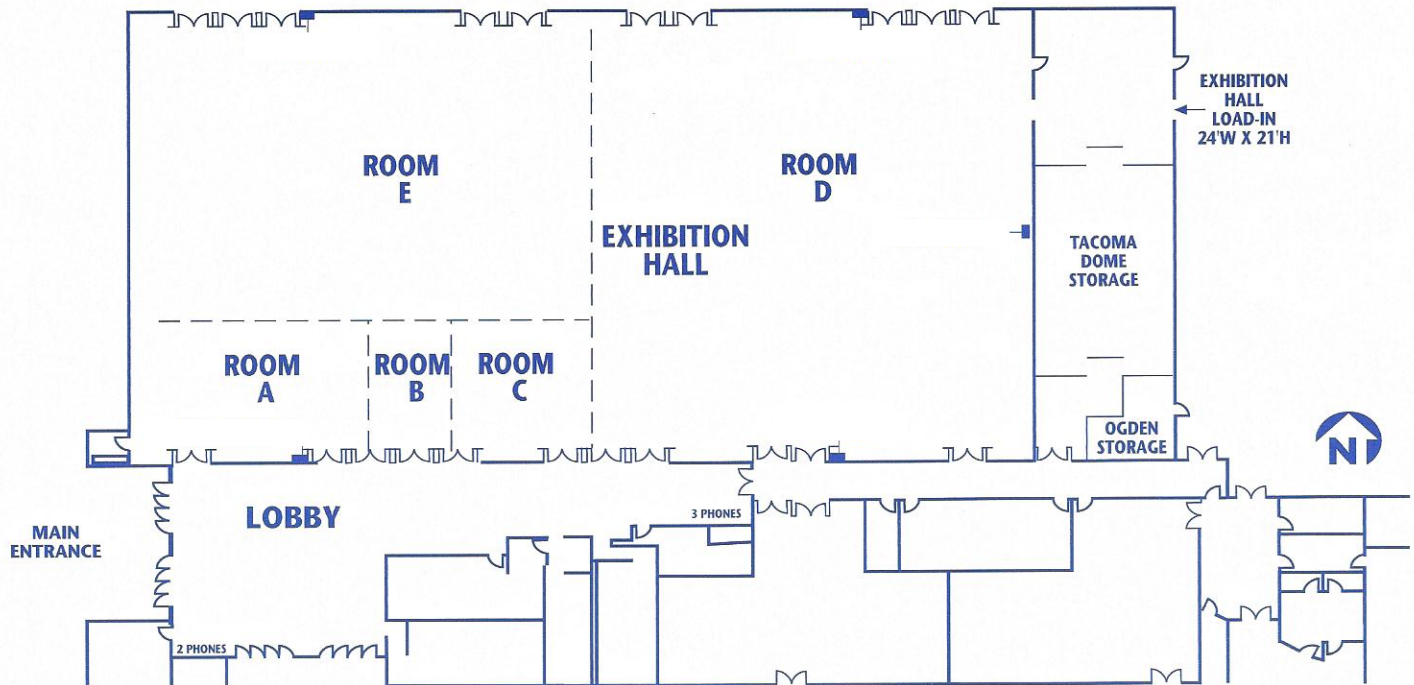 EXHIBITION
HALL
LOAD-IN
24'W X 21'H
ROOM
E
ROOM
D
EXHIBITION
HALL
TACOMA
DOME
STORAGE
ROOM
A
ROOM
B
ROOM
C
OGDEN
STORAGE
N
LOBBY
3 PHONES
MAIN
ENTRANCE
2 PHONES